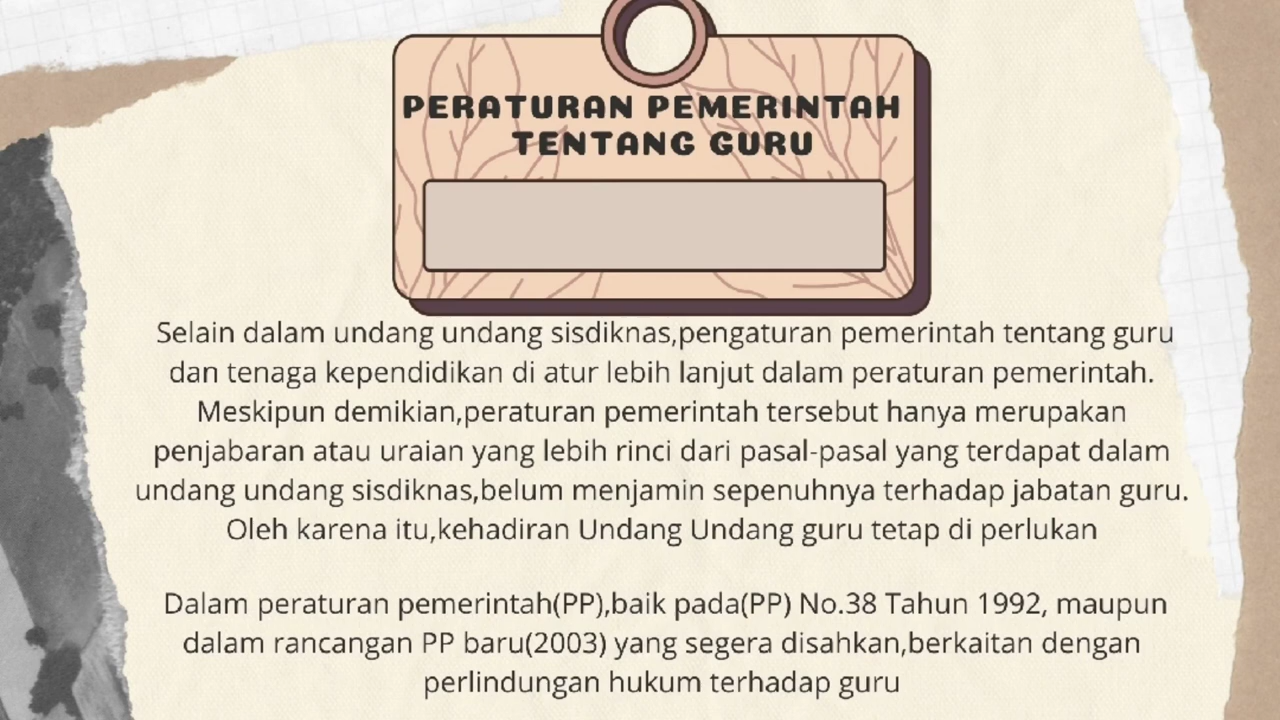 PERATURAN PEMERINTAH
TENTANG GURU
Selain dalam undang undang sisdiknas,pengaturan pemerintah tentang guru
dan tenaga kependidikan di atur lebih lanjut dalam peraturan pemerintah.
Meskipun demikian,peraturan pemerintah tersebut hanya merupakan
penjabaran atau uraian yang lebih rinci dari pasal-pasal yang terdapat dalam
undang undang sisdiknas,belum menjamin sepenuhnya terhadap jabatan guru.
Oleh karena itu,kehadiran Undang Undang guru tetap di perlukan
Dalam peraturan pemerintah(PP),baik pada(PP) No.38 Tahun 1992, maupun
dalam rancangan PP baru(2003) yang segera disahkan,berkaitan dengan
perlindungan hukum terhadap guru